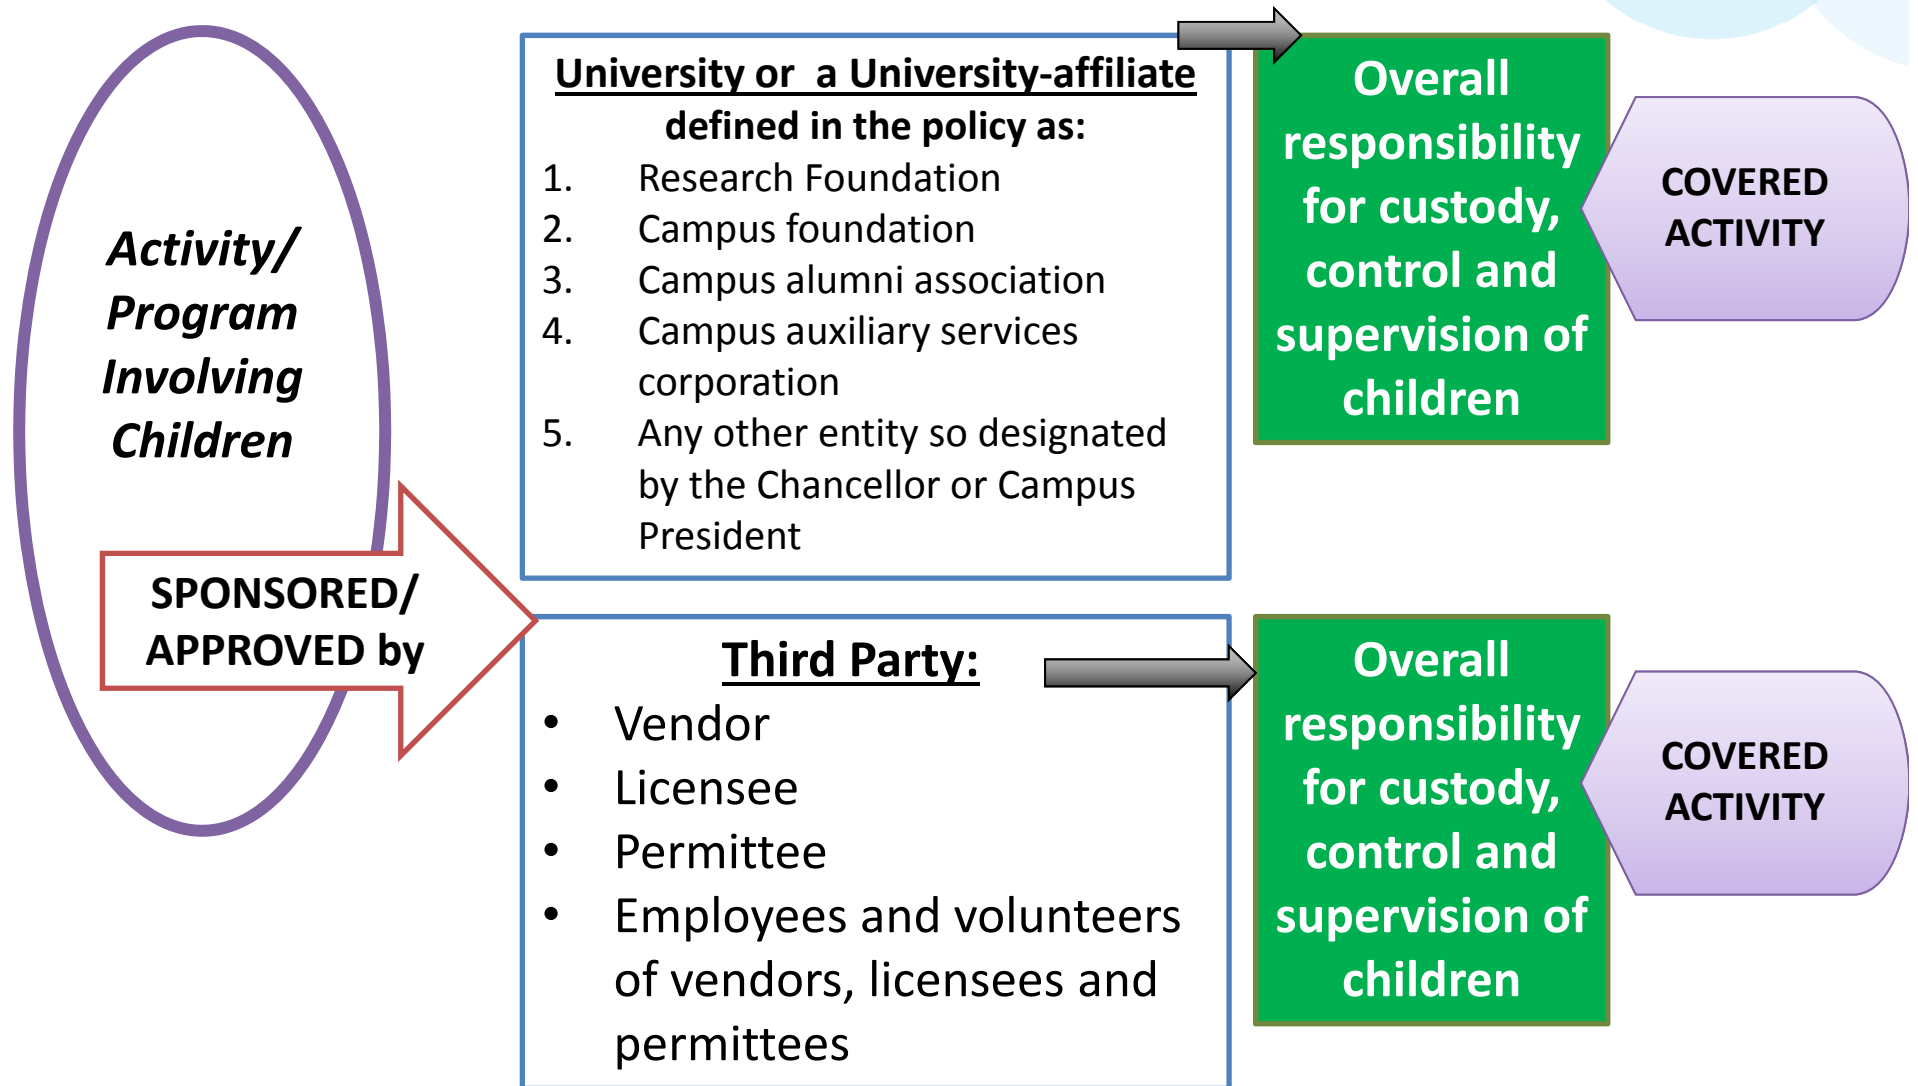 Activity/
Program
Involving
Children
SPONSORED/
APPROVED by
University or  a University-affiliate
defined in the policy as:
1. Research Foundation
2. Campus foundation
3. Campus alumni association
4. Campus auxiliary services
corporation
5. Any other entity so designated
by the Chancellor or Campus
President
Overall
responsibility
for custody,
control and
supervision of
children
COVERED
ACTIVITY
Third Party:
• Vendor
• Licensee
• Permittee
• Employees and volunteers
of vendors, licensees and
permittees
Overall
responsibility
for custody,
control and
supervision of
children
COVERED
ACTIVITY